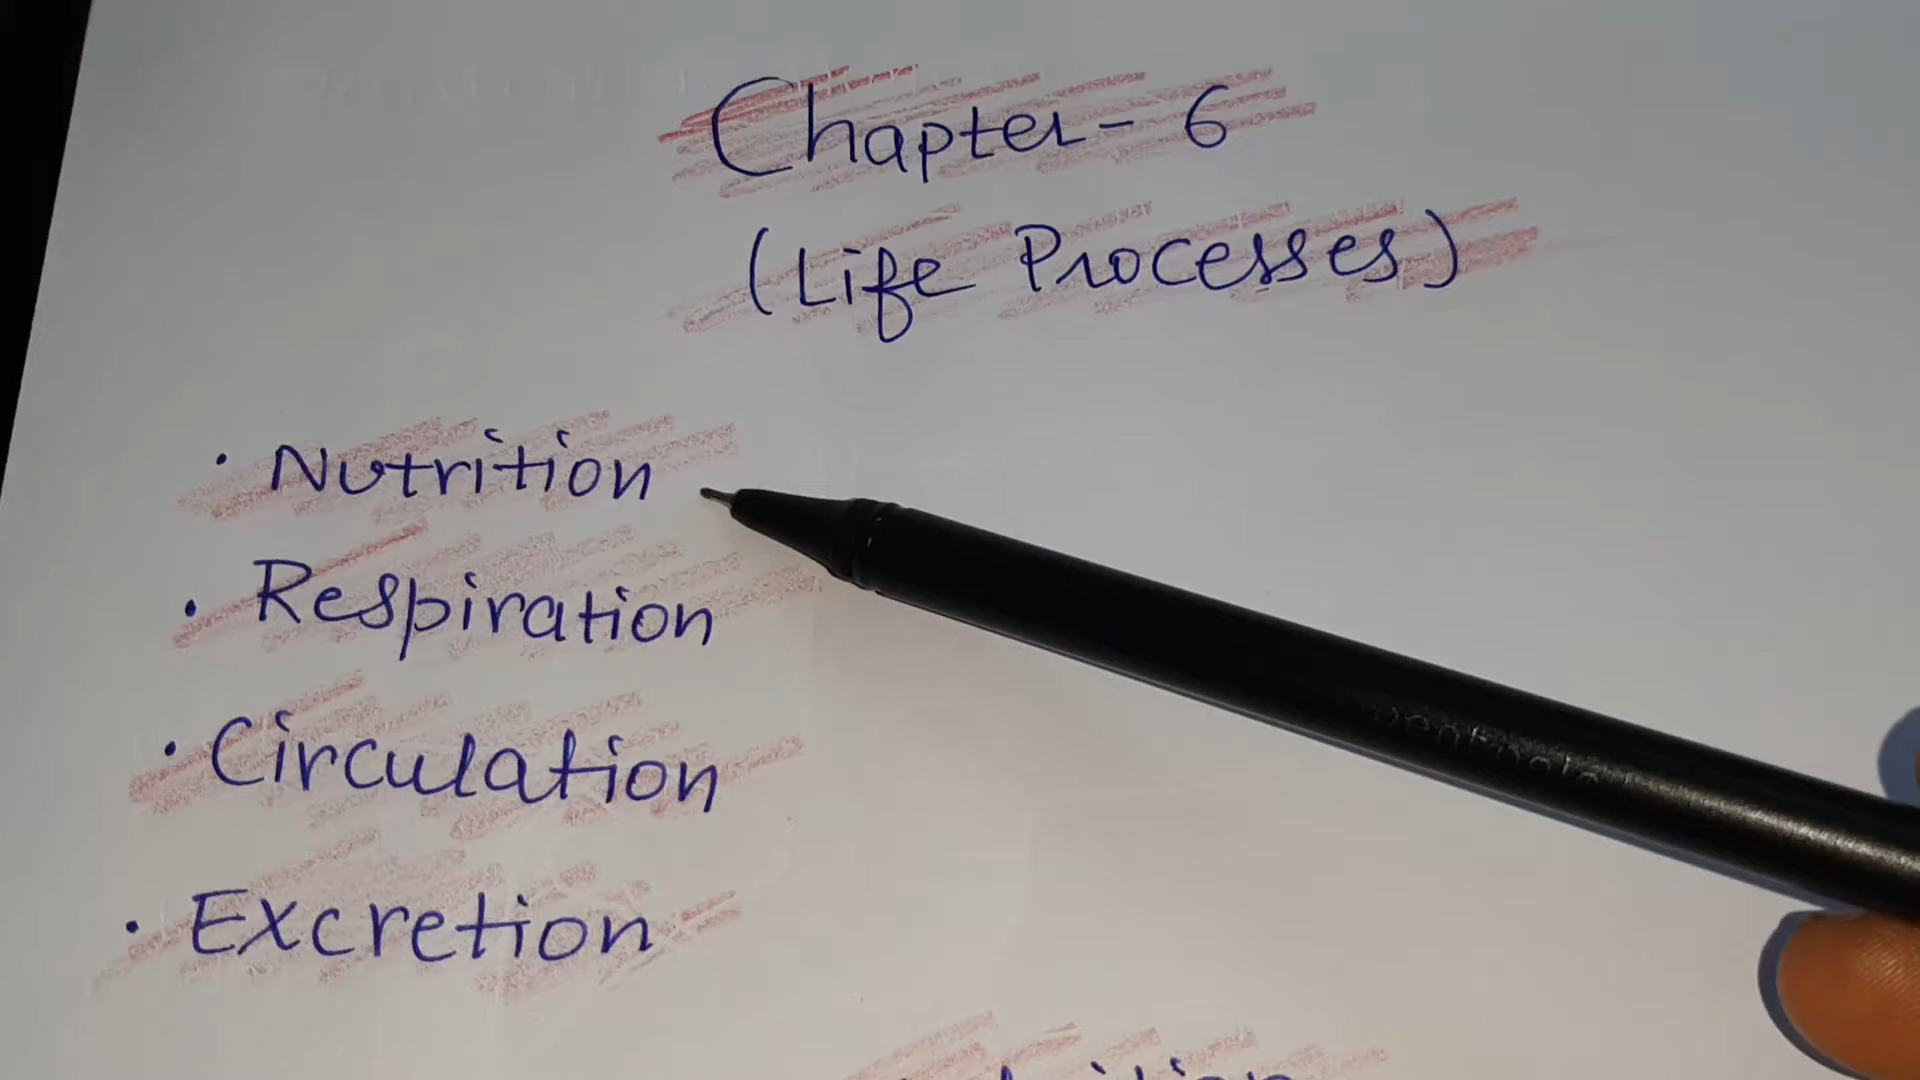 Chapter - 6
(Life Processes)
• Nutrition
• Respiration
• Circulation
• Excretion